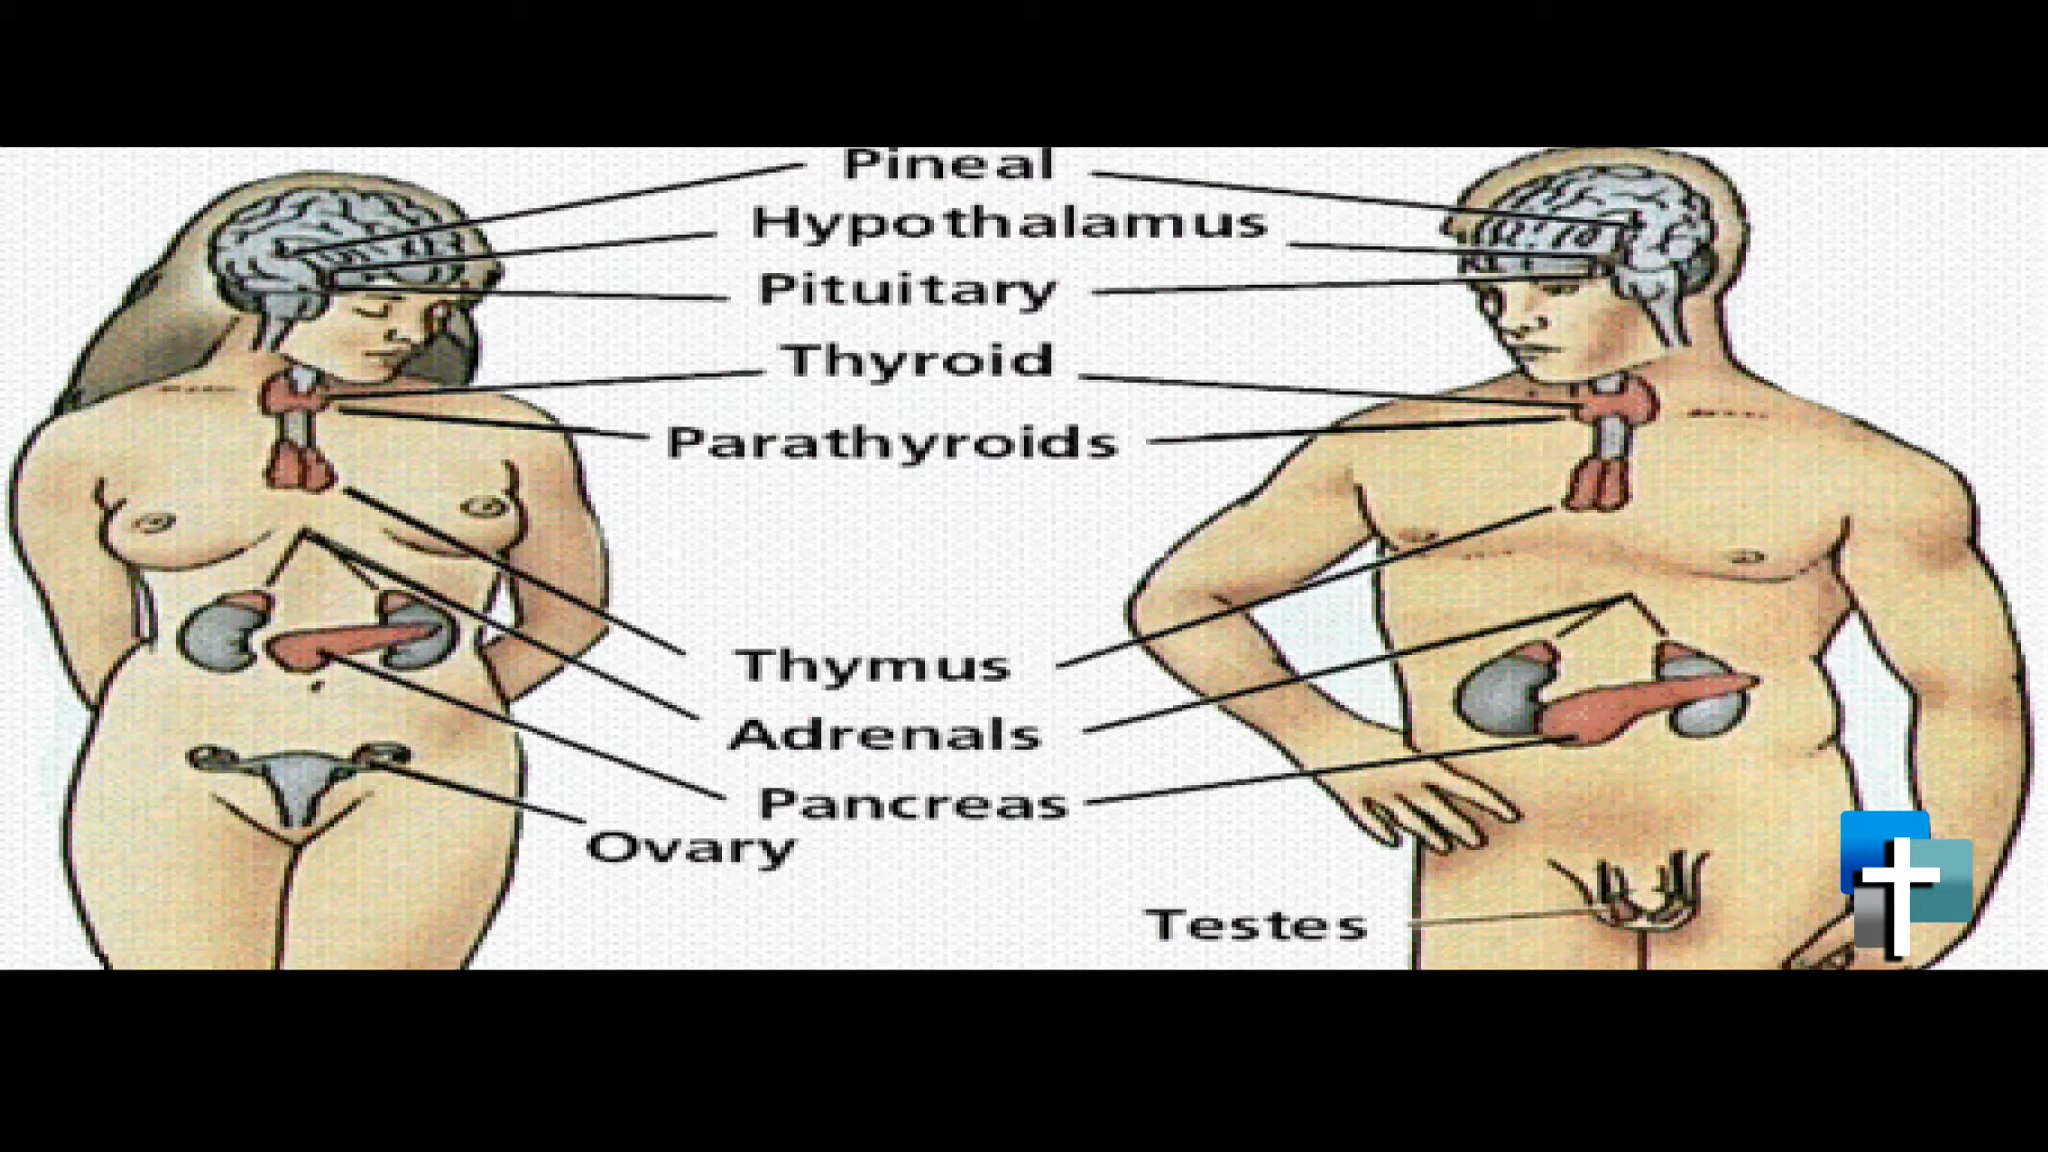 Pineal
Hypothalamus
Pituitary
Thyroid
Parathyroids
Thymus
Adrenals
Pancreas
Ovary
Testes